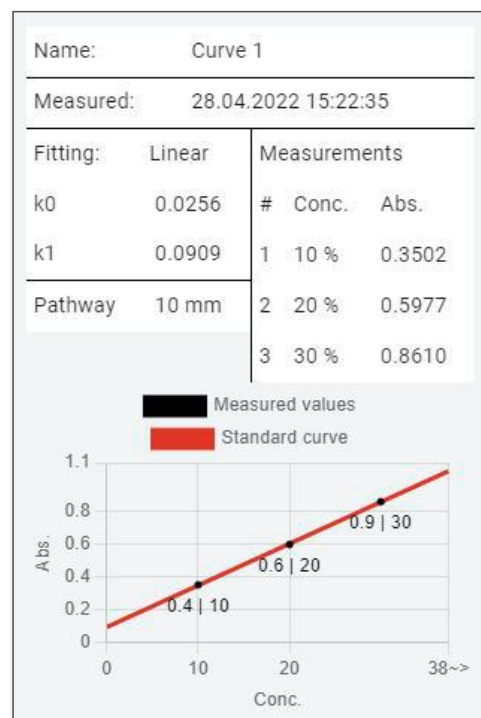 Name: Curve 1
Measured: 28.04.2022 15:22:35
Fitting: Linear
k0 0.0256
k1 0.0909
Pathway 10 mm
Measurements
# Conc. Abs.
1 10 % 0.3502
2 20 % 0.5977
3 30 % 0.8610
Measured values
Standard curve
Abs.
1.1
0.8
0.6
0.4
0.2
0
0.9 | 30
0.6 | 20
0.4 | 10
0 10 20 38~>
Conc.